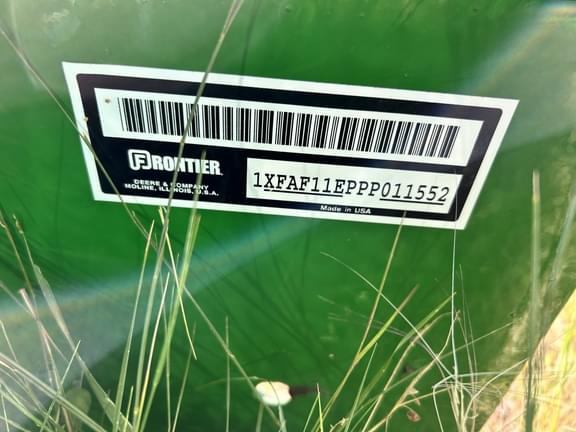 FRONTIER
DEERE & COMPANY
MOLINE, ILLINOIS, U.S.A.
1XFAF11EPPP011552
Made in USA